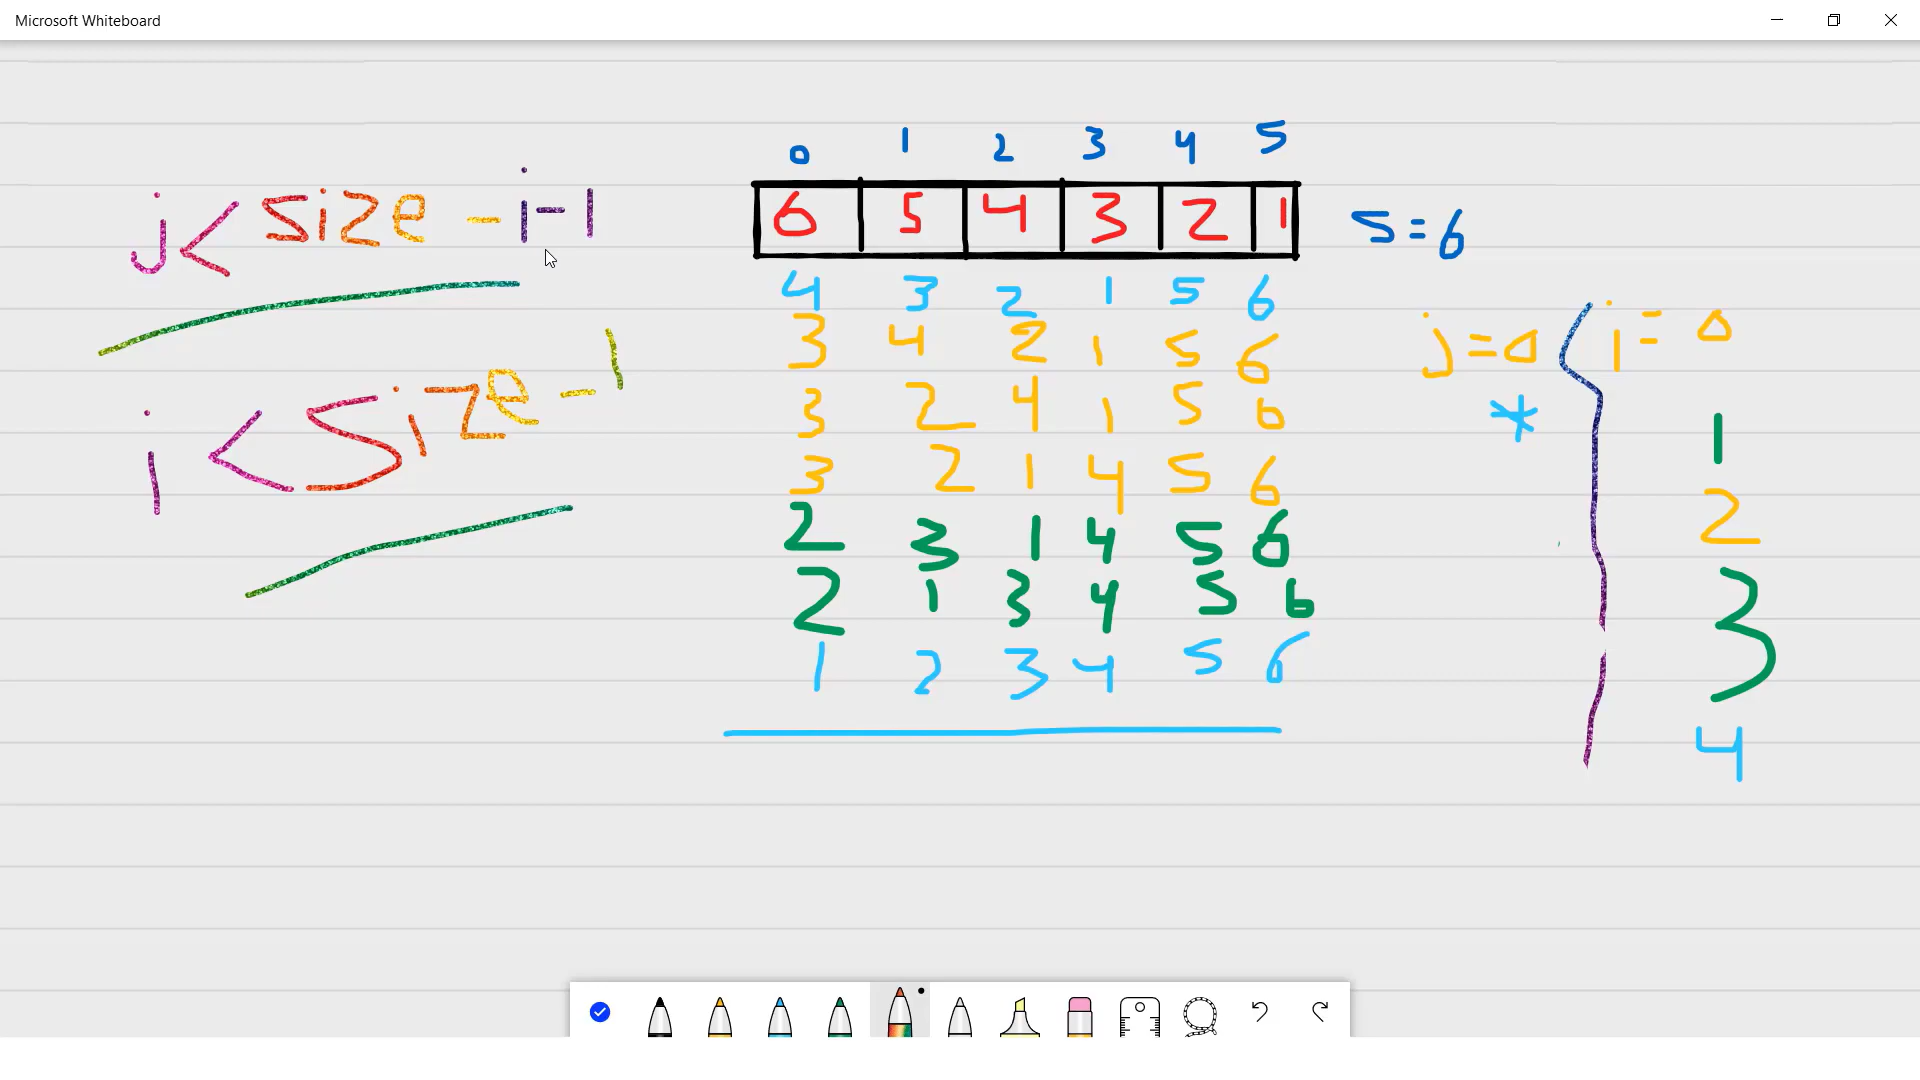 Microsoft Whiteboard
0 1 2 3 4 5
j < size - i - 1
6 5 4 3 2 1
5 = 6
i < size - 1
4 3 2 1 5 6
3 4 2 1 5 6
j = 0 i = 0
3 2 4 1 5 6
*
1
3 2 1 4 5 6
2
2 3 1 4 5 6
2 1 3 4 5 6
3
1 2 3 4 5 6
4